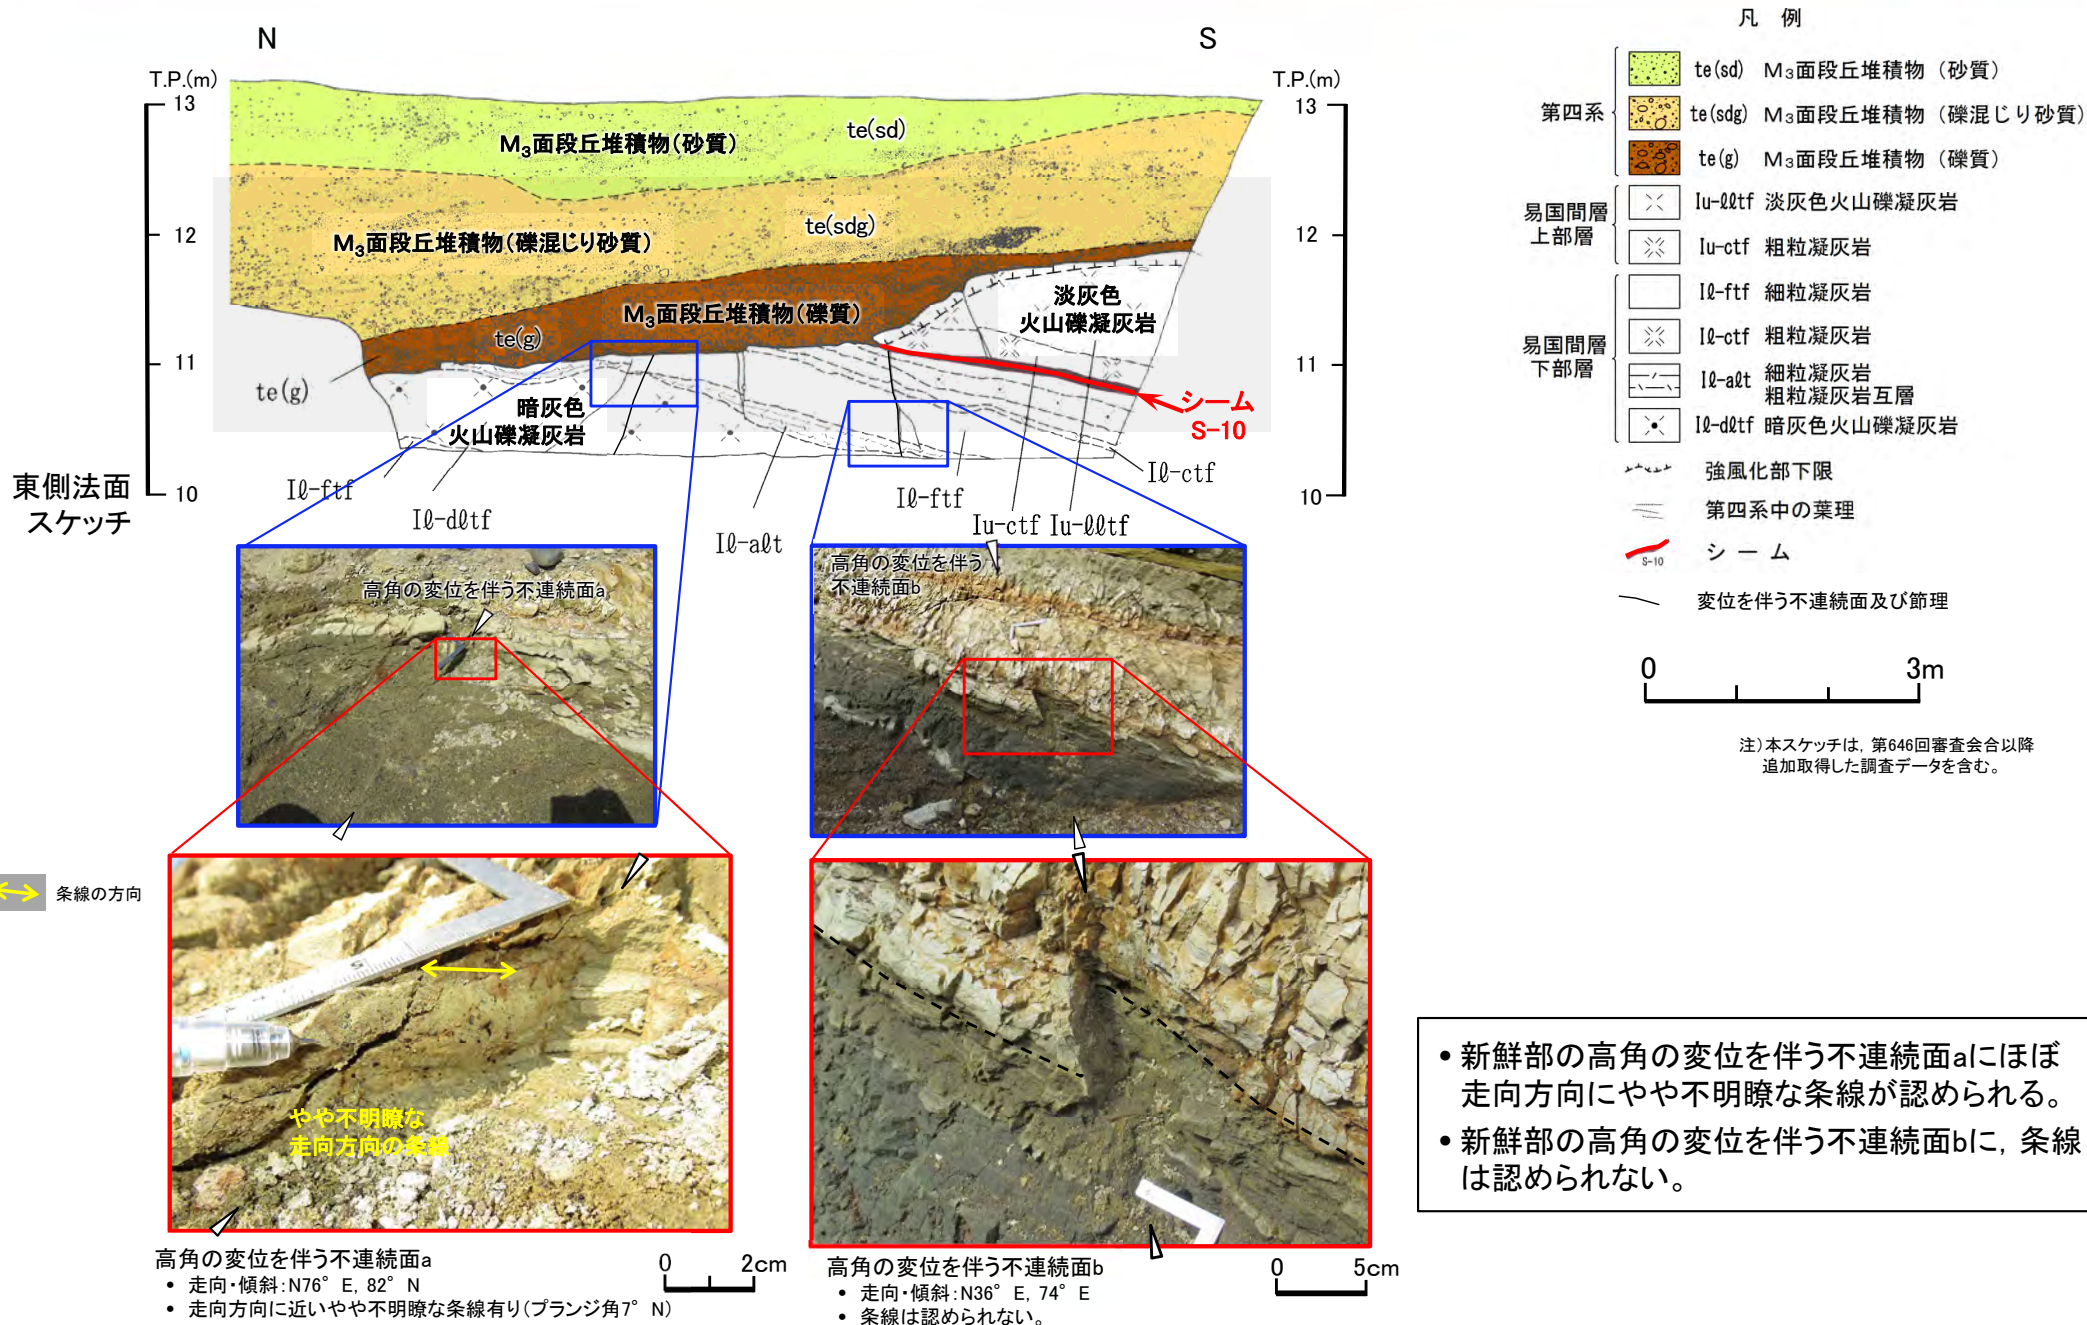 N
S
T.P.(m)
13
12
11
10
T.P.(m)
13
12
11
10
東側法面
スケッチ
M₃面段丘堆積物(砂質)
te(sd)
M₃面段丘堆積物(礫混じり砂質)
te(sdg)
M₃面段丘堆積物(礫質)
te(g)
te(g)
淡灰色
火山礫凝灰岩
暗灰色
火山礫凝灰岩
シーム
S-10
Iℓ-ftf
Iℓ-dℓtf
Iℓ-aℓt
Iℓ-ftf
Iu-ctf
Iu-ℓℓtf
Iℓ-ctf
凡 例
第四系
te(sd) M₃面段丘堆積物（砂質）
te(sdg) M₃面段丘堆積物（礫混じり砂質）
te(g) M₃面段丘堆積物（礫質）
易国間層
上部層
Iu-ℓℓtf 淡灰色火山礫凝灰岩
Iu-ctf 粗粒凝灰岩
易国間層
下部層
Iℓ-ftf 細粒凝灰岩
Iℓ-ctf 粗粒凝灰岩
Iℓ-aℓt 細粒凝灰岩
粗粒凝灰岩互層
Iℓ-dℓtf 暗灰色火山礫凝灰岩
強風化部下限
第四系中の葉理
S-10
シ ー ム
変位を伴う不連続面及び節理
0 3m
注)本スケッチは，第646回審査会合以降
追加取得した調査データを含む。
高角の変位を伴う不連続面a
高角の変位を伴う
不連続面b
条線の方向
やや不明瞭な
走向方向の条線
高角の変位を伴う不連続面a
• 走向・傾斜:N76° E, 82° N
• 走向方向に近いやや不明瞭な条線有り(プランジ角7° N)
0 2cm
高角の変位を伴う不連続面b
• 走向・傾斜:N36° E, 74° E
• 条線は認められない。
0 5cm
• 新鮮部の高角の変位を伴う不連続面aにほぼ
走向方向にやや不明瞭な条線が認められる。
• 新鮮部の高角の変位を伴う不連続面bに，条線
は認められない。